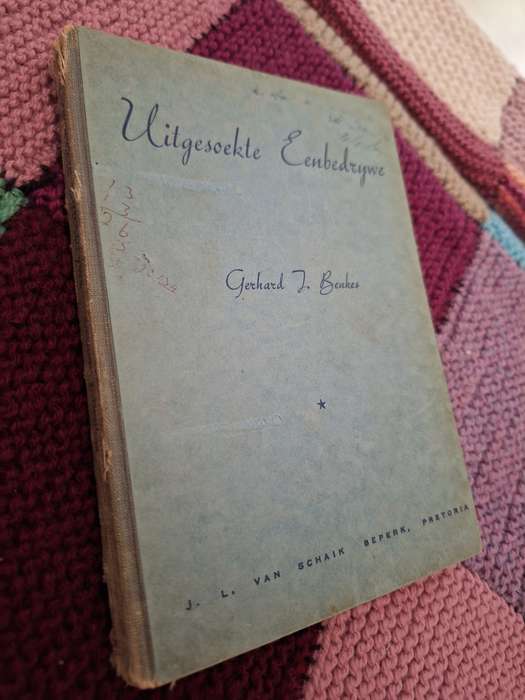 Uitgesoekte Eenbedrywe
Gerhard J. Beukes
J. L. VAN SCHAIK BEPERK, PRETORIA